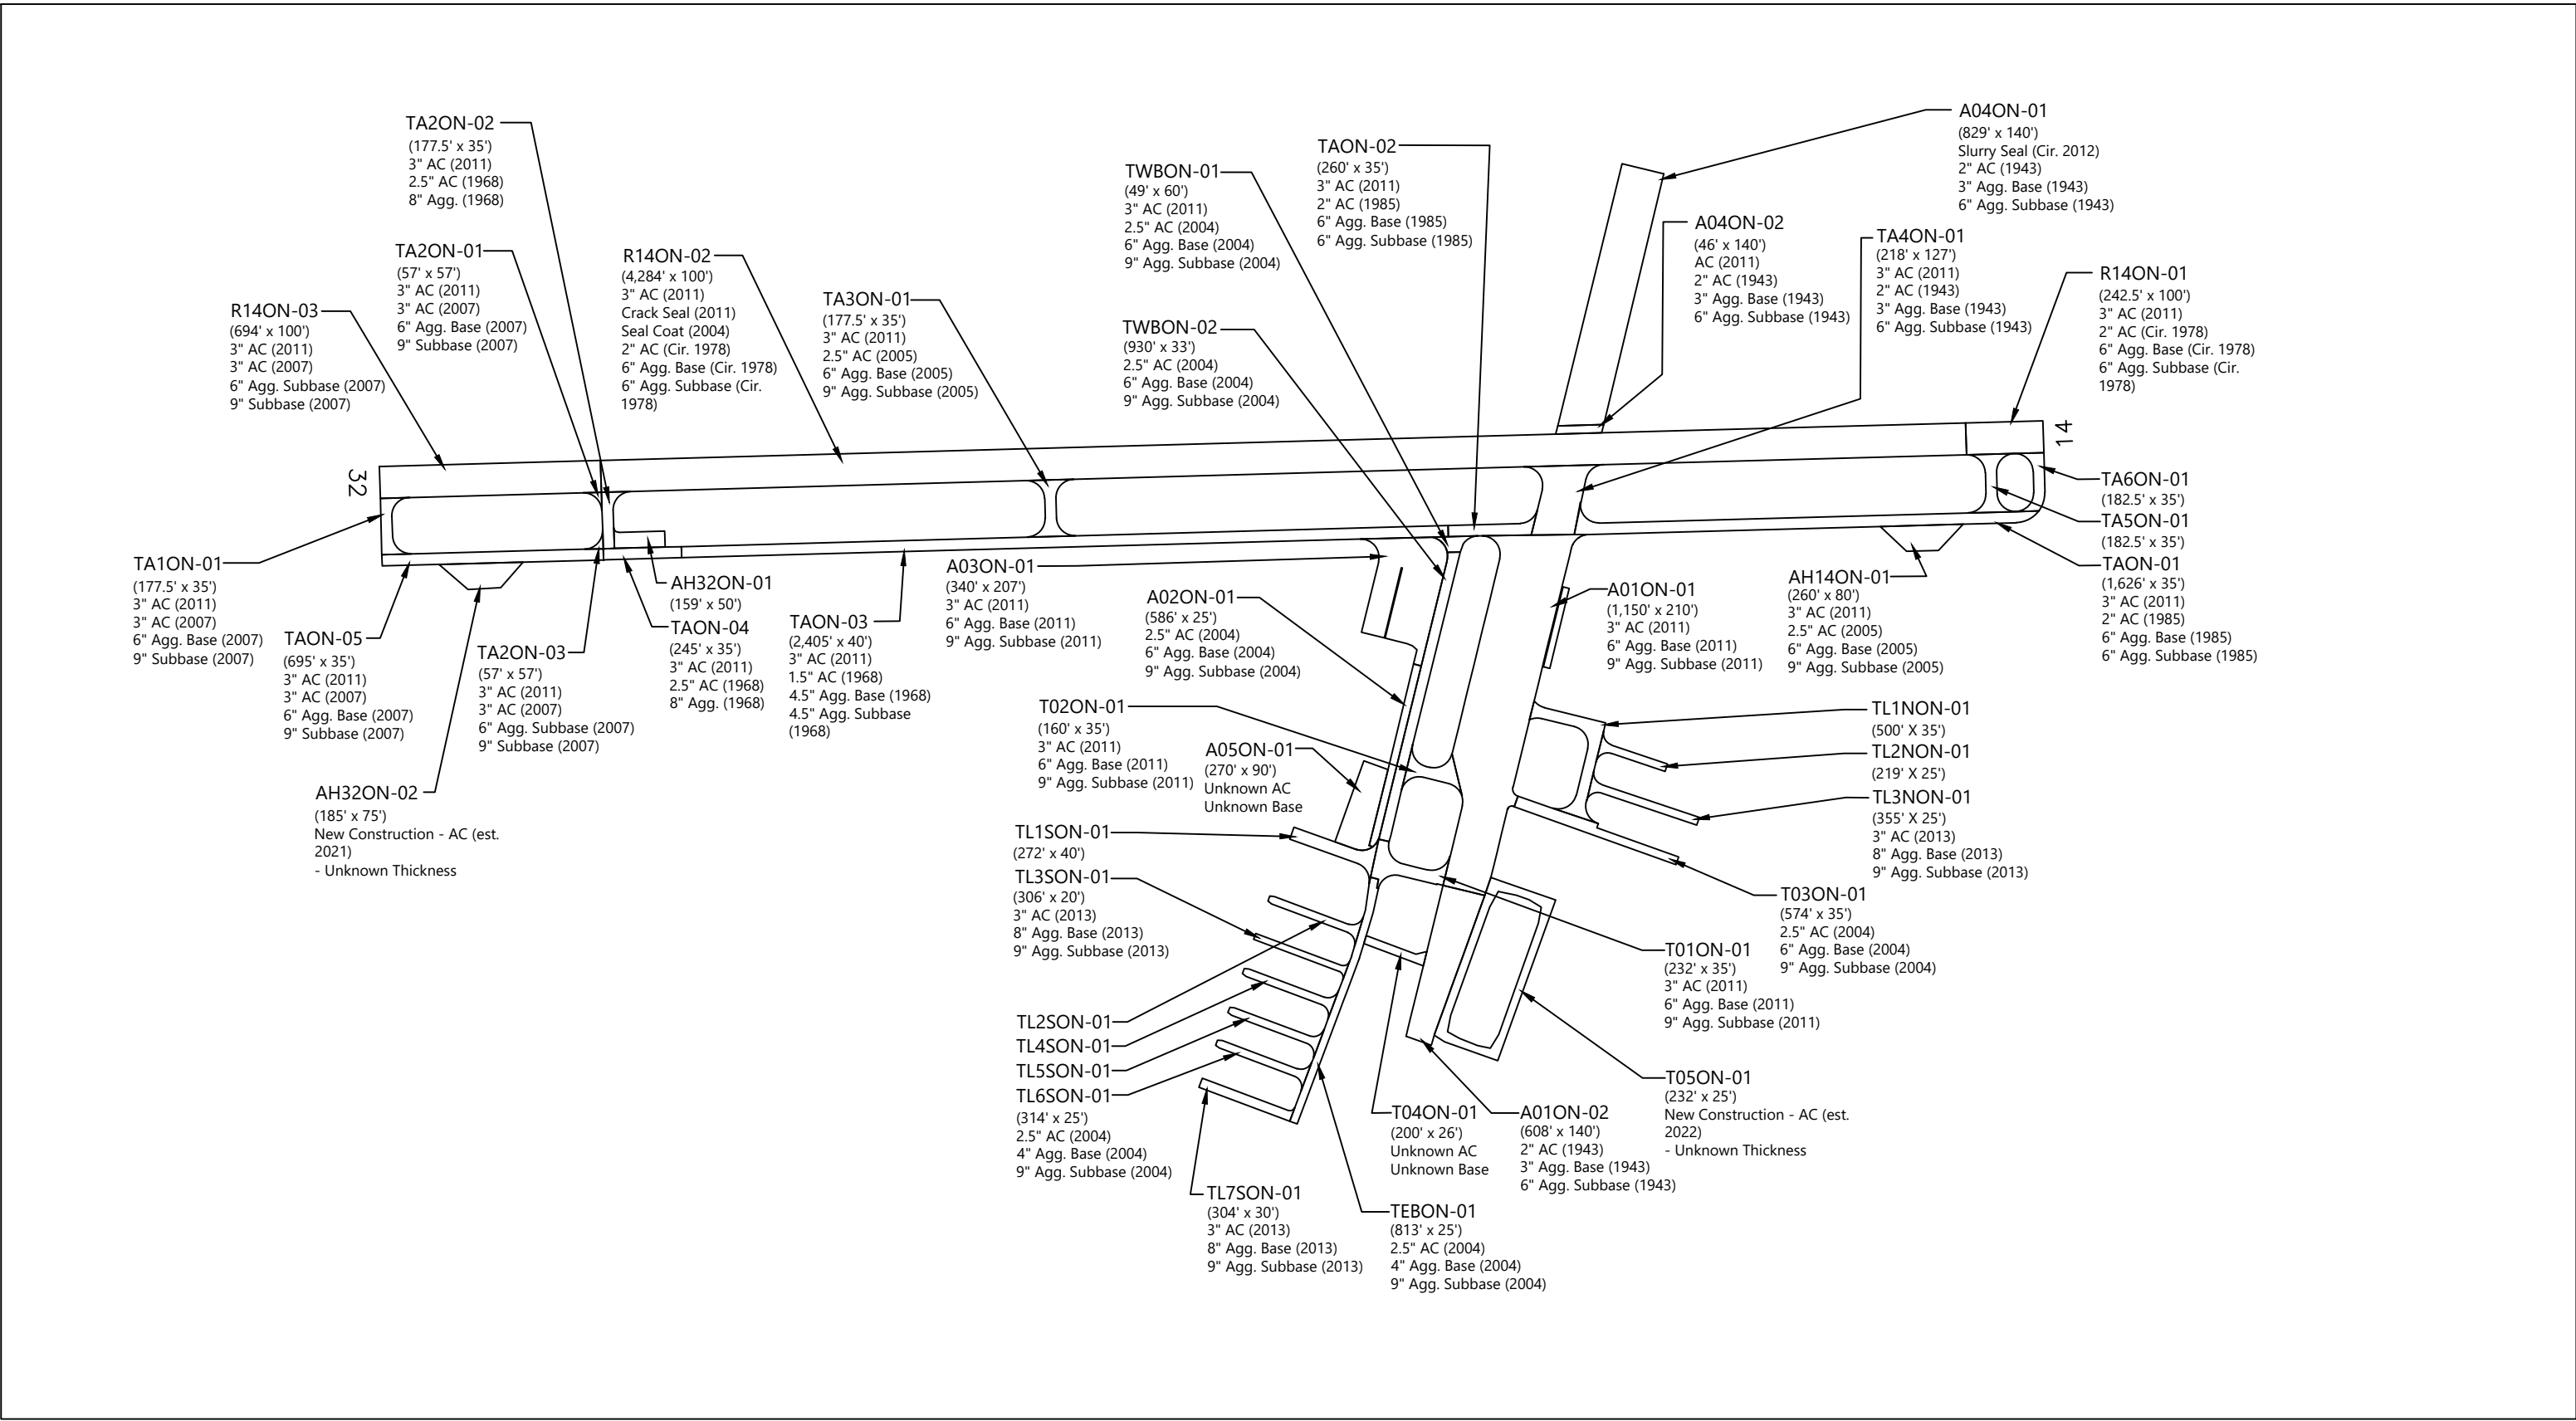 TA2ON-02
(177.5' x 35')
3" AC (2011)
2.5" AC (1968)
8" Agg. (1968)
TA2ON-01
(57' x 57')
3" AC (2011)
3" AC (2007)
6" Agg. Base (2007)
9" Subbase (2007)
R14ON-03
(694' x 100')
3" AC (2011)
3" AC (2007)
6" Agg. Subbase (2007)
9" Subbase (2007)
R14ON-02
(4,284' x 100')
3" AC (2011)
Crack Seal (2011)
Seal Coat (2004)
2" AC (Cir. 1978)
6" Agg. Base (Cir. 1978)
6" Agg. Subbase (Cir.
1978)
TA3ON-01
(177.5' x 35')
3" AC (2011)
2.5" AC (2005)
6" Agg. Base (2005)
9" Agg. Subbase (2005)
TWBON-01
(49' x 60')
3" AC (2011)
2.5" AC (2004)
6" Agg. Base (2004)
9" Agg. Subbase (2004)
TWBON-02
(930' x 33')
2.5" AC (2004)
6" Agg. Base (2004)
9" Agg. Subbase (2004)
TAON-02
(260' x 35')
3" AC (2011)
2" AC (1985)
6" Agg. Base (1985)
6" Agg. Subbase (1985)
A04ON-01
(829' x 140')
Slurry Seal (Cir. 2012)
2" AC (1943)
3" Agg. Base (1943)
6" Agg. Subbase (1943)
A04ON-02
(46' x 140')
AC (2011)
2" AC (1943)
3" Agg. Base (1943)
6" Agg. Subbase (1943)
TA4ON-01
(218' x 127')
3" AC (2011)
2" AC (1943)
3" Agg. Base (1943)
6" Agg. Subbase (1943)
R14ON-01
(242.5' x 100')
3" AC (2011)
2" AC (Cir. 1978)
6" Agg. Base (Cir. 1978)
6" Agg. Subbase (Cir.
1978)
32
14
TA6ON-01
(182.5' x 35')
TA5ON-01
(182.5' x 35')
TAON-01
(1,626' x 35')
3" AC (2011)
2" AC (1985)
6" Agg. Base (1985)
6" Agg. Subbase (1985)
TA1ON-01
(177.5' x 35')
3" AC (2011)
3" AC (2007)
6" Agg. Base (2007)
9" Subbase (2007)
TAON-05
(695' x 35')
3" AC (2011)
3" AC (2007)
6" Agg. Base (2007)
9" Subbase (2007)
TA2ON-03
(57' x 57')
3" AC (2011)
3" AC (2007)
6" Agg. Subbase (2007)
9" Subbase (2007)
AH32ON-01
(159' x 50')
TAON-04
(245' x 35')
3" AC (2011)
2.5" AC (1968)
8" Agg. (1968)
TAON-03
(2,405' x 40')
3" AC (2011)
1.5" AC (1968)
4.5" Agg. Base (1968)
4.5" Agg. Subbase
(1968)
A03ON-01
(340' x 207')
3" AC (2011)
6" Agg. Base (2011)
9" Agg. Subbase (2011)
A02ON-01
(586' x 25')
2.5" AC (2004)
6" Agg. Base (2004)
9" Agg. Subbase (2004)
A01ON-01
(1,150' x 210')
3" AC (2011)
6" Agg. Base (2011)
9" Agg. Subbase (2011)
AH14ON-01
(260' x 80')
3" AC (2011)
2.5" AC (2005)
6" Agg. Base (2005)
9" Agg. Subbase (2005)
AH32ON-02
(185' x 75')
New Construction - AC (est.
2021)
- Unknown Thickness
T02ON-01
(160' x 35')
3" AC (2011)
6" Agg. Base (2011)
9" Agg. Subbase (2011)
A05ON-01
(270' x 90')
Unknown AC
Unknown Base
TL1NON-01
(500' X 35')
TL2NON-01
(219' X 25')
TL3NON-01
(355' X 25')
3" AC (2013)
8" Agg. Base (2013)
9" Agg. Subbase (2013)
TL1SON-01
(272' x 40')
TL3SON-01
(306' x 20')
3" AC (2013)
8" Agg. Base (2013)
9" Agg. Subbase (2013)
T03ON-01
(574' x 35')
2.5" AC (2004)
6" Agg. Base (2004)
9" Agg. Subbase (2004)
T01ON-01
(232' x 35')
3" AC (2011)
6" Agg. Base (2011)
9" Agg. Subbase (2011)
TL2SON-01
TL4SON-01
TL5SON-01
TL6SON-01
(314' x 25')
2.5" AC (2004)
4" Agg. Base (2004)
9" Agg. Subbase (2004)
T05ON-01
(232' x 25')
New Construction - AC (est.
2022)
- Unknown Thickness
T04ON-01
(200' x 26')
Unknown AC
Unknown Base
A01ON-02
(608' x 140')
2" AC (1943)
3" Agg. Base (1943)
6" Agg. Subbase (1943)
TL7SON-01
(304' x 30')
3" AC (2013)
8" Agg. Base (2013)
9" Agg. Subbase (2013)
TEBON-01
(813' x 25')
2.5" AC (2004)
4" Agg. Base (2004)
9" Agg. Subbase (2004)